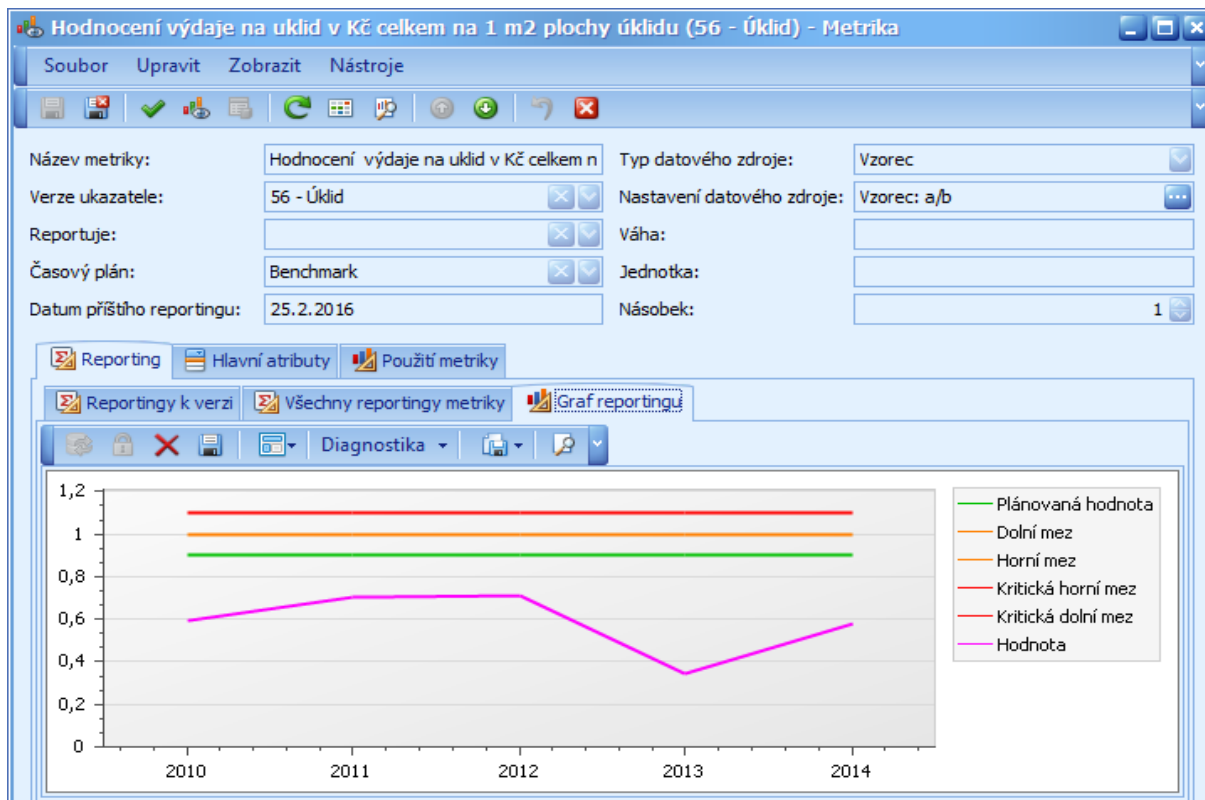 Hodnocení výdaje na uklid v Kč celkem na 1 m2 plochy úklidu (56 - Úklid) - Metrika
Soubor Upravit Zobrazit Nástroje
Název metriky: Hodnocení výdaje na uklid v Kč celkem n Typ datového zdroje: Vzorec
Verze ukazatele: 56 - Úklid Nastavení datového zdroje: Vzorec: a/b
Reportuje: Váha:
Časový plán: Benchmark Jednotka:
Datum příštího reportingu: 25.2.2016 Násobek: 1
Reporting Hlavní atributy Použití metriky
Reportingy k verzi Všechny reportingy metriky Graf reportingu
Diagnostika
1,2
1
0,8
0,6
0,4
0,2
0
2010 2011 2012 2013 2014
Plánovaná hodnota
Dolní mez
Horní mez
Kritická horní mez
Kritická dolní mez
Hodnota